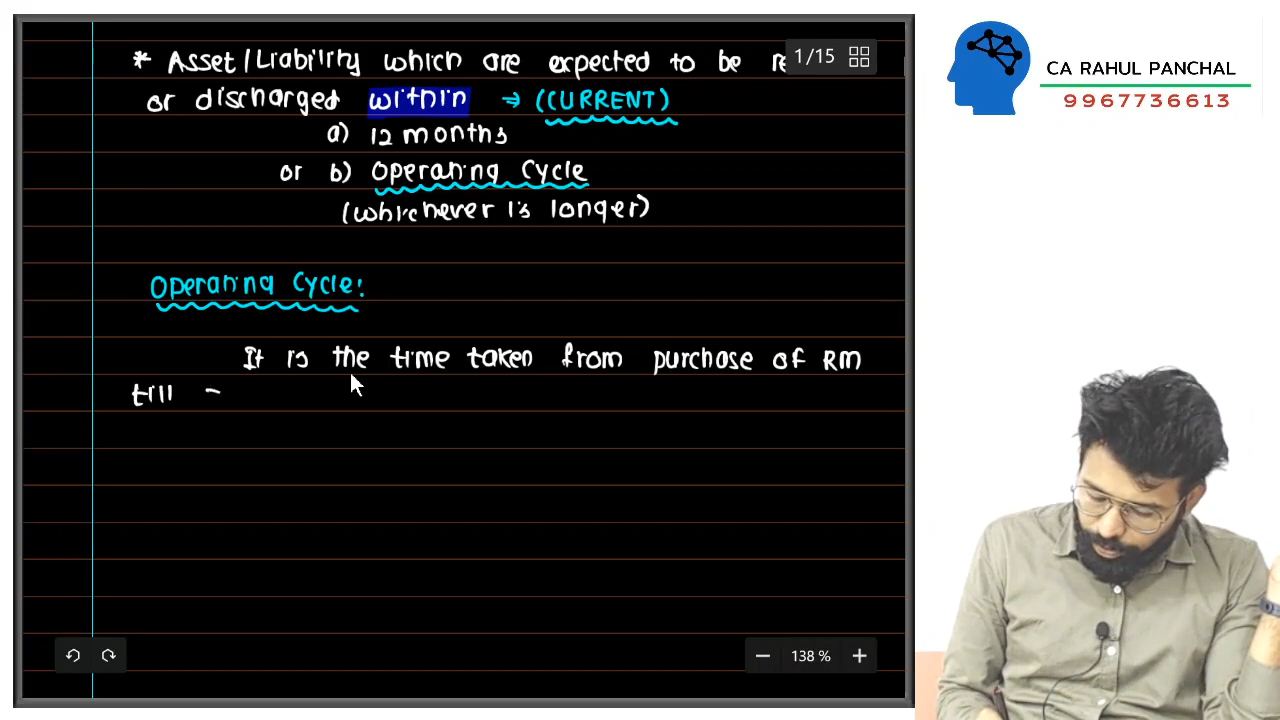 * Asset/Liability which are expected to be
1/15
or discharged within ⇒ (CURRENT)
a) 12 months
or b) Operating Cycle
(whichever is longer)
Operating Cycle:
It is the time taken from purchase of RM
till -
138 %
CA RAHUL PANCHAL
9967736613